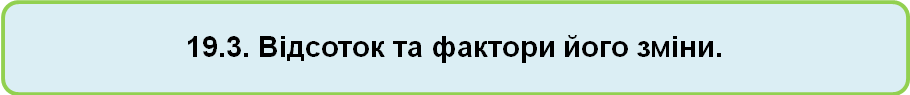 19.3. Відсоток та фактори його зміни.